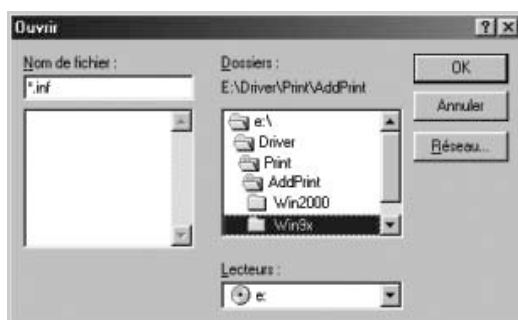 Ouvrir
Nom de fichier :
*.inf
Dossiers :
E:\Driver\Print\AddPrint
e:\
Driver
Print
AddPrint
Win2000
Win9x
Lecteurs :
e:
OK
Annuler
Réseau...